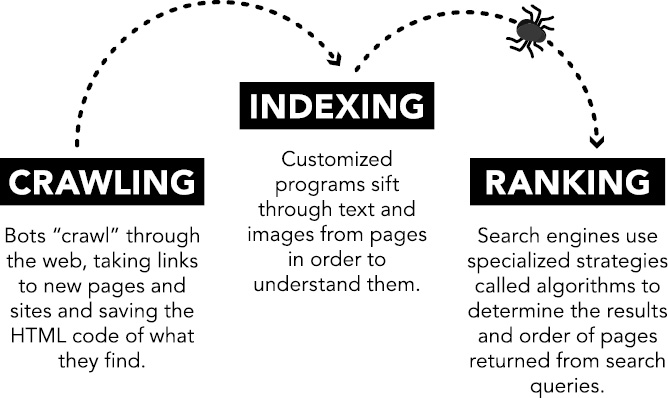 CRAWLING
Bots “crawl” through
the web, taking links
to new pages and
sites and saving the
HTML code of what
they find.
INDEXING
Customized
programs sift
through text and
images from pages
in order to
understand them.
RANKING
Search engines use
specialized strategies
called algorithms to
determine the results
and order of pages
returned from search
queries.